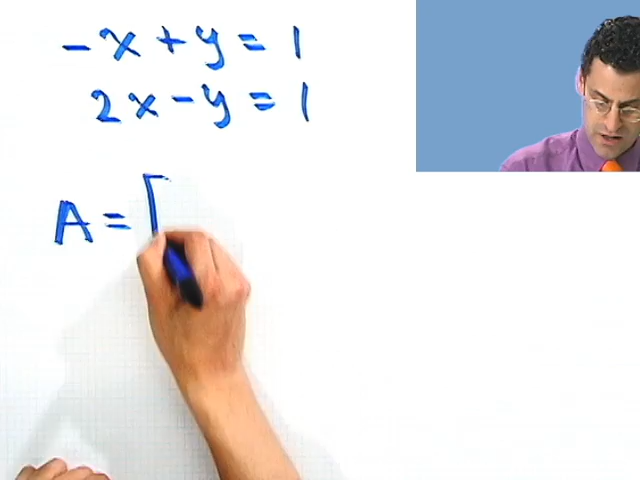 -x + y = 1
2x - y = 1
A = [